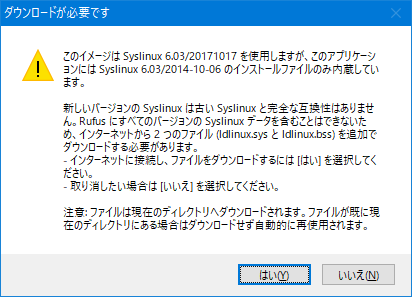 ダウンロードが必要です
このイメージは Syslinux 6.03/20171017 を使用しますが、このアプリケーシ
ョンには Syslinux 6.03/2014-10-06 のインストールファイルのみ内蔵してい
ます。
新しいバージョンの Syslinux は古い Syslinux と完全な互換性はありませ
ん。Rufus にすべてのバージョンの Syslinux データを含むことはできないた
め、インターネットから 2 つのファイル (ldlinux.sys と ldlinux.bss) を追加で
ダウンロードする必要があります。
- インターネットに接続し、ファイルをダウンロードするには [はい] を選択してく
ださい。
- 取り消したい場合は [いいえ] を選択してください。
注意: ファイルは現在のディレクトリへダウンロードされます。ファイルが既に現
在のディレクトリにある場合はダウンロードせず自動的に再使用されます。
はい(Y)
いいえ(N)